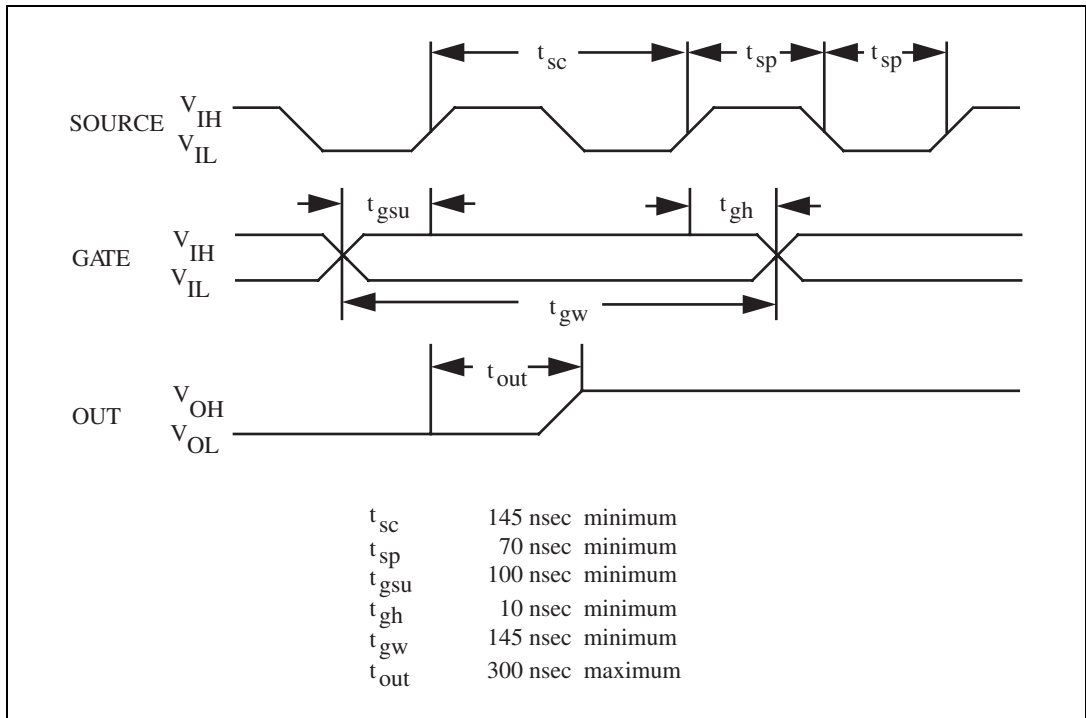 t sc t sp t sp
SOURCE V IH
V IL
t gsu t gh
GATE V IH
V IL
t gw
t out
OUT V OH
V OL
t sc 145 nsec minimum
t sp 70 nsec minimum
t gsu 100 nsec minimum
t gh 10 nsec minimum
t gw 145 nsec minimum
t out 300 nsec maximum